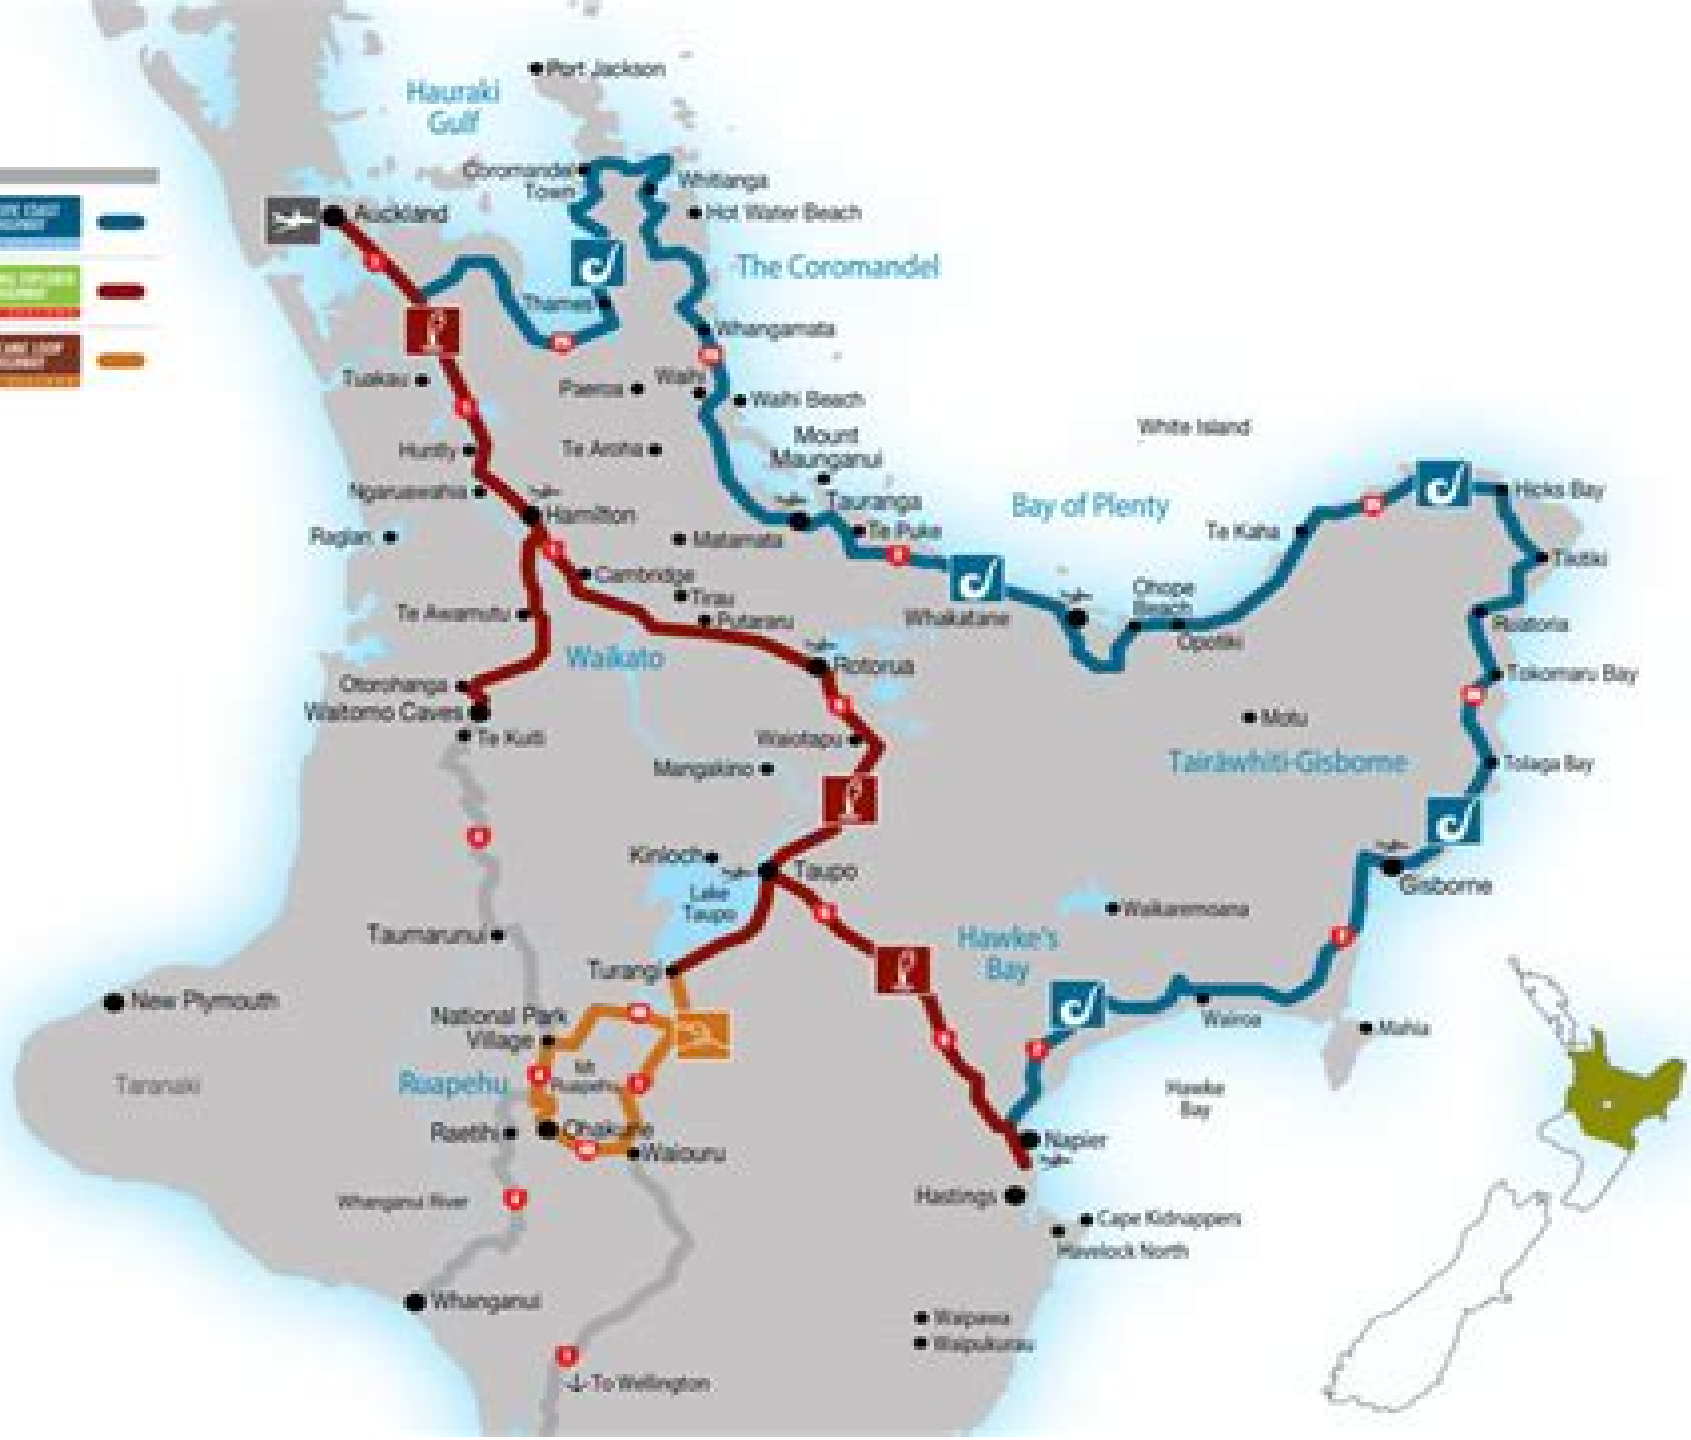 Port Jackson
Hauraki
Gulf
Coromandel
Town
Whitianga
Auckland
Hot Water Beach
The Coromandel
Thames
Whangamata
Tuakau
Paeroa
Waihi
Waihi Beach
White Island
Mount
Maunganui
Huntly
Te Aroha
Ngaruawahia
Tauranga
Bay of Plenty
Hicks Bay
Hamilton
Te Kaha
Te Puke
Raglan
Matamata
Tikitiki
Cambridge
Ohope
Beach
Tirau
Te Awamutu
Putaruru
Whakatane
Opotiki
Ruatoria
Waikato
Rotorua
Tokomaru Bay
Otorohanga
Waitomo Caves
Motu
Te Kuiti
Waiotapu
Tairāwhiti-Gisborne
Tolaga Bay
Mangakino
Kinloch
Taupo
Lake
Taupo
Gisborne
Waikaremoana
Taumarunui
Hawke's
Bay
Turangi
New Plymouth
National Park
Village
Wairoa
Mahia
Mt
Ruapehu
Ruapehu
Taranaki
Hawke
Bay
Raetihi
Ohakune
Napier
Waiouru
Whanganui River
Hastings
Cape Kidnappers
Havelock North
Whanganui
Waipawa
Waipukurau
To Wellington